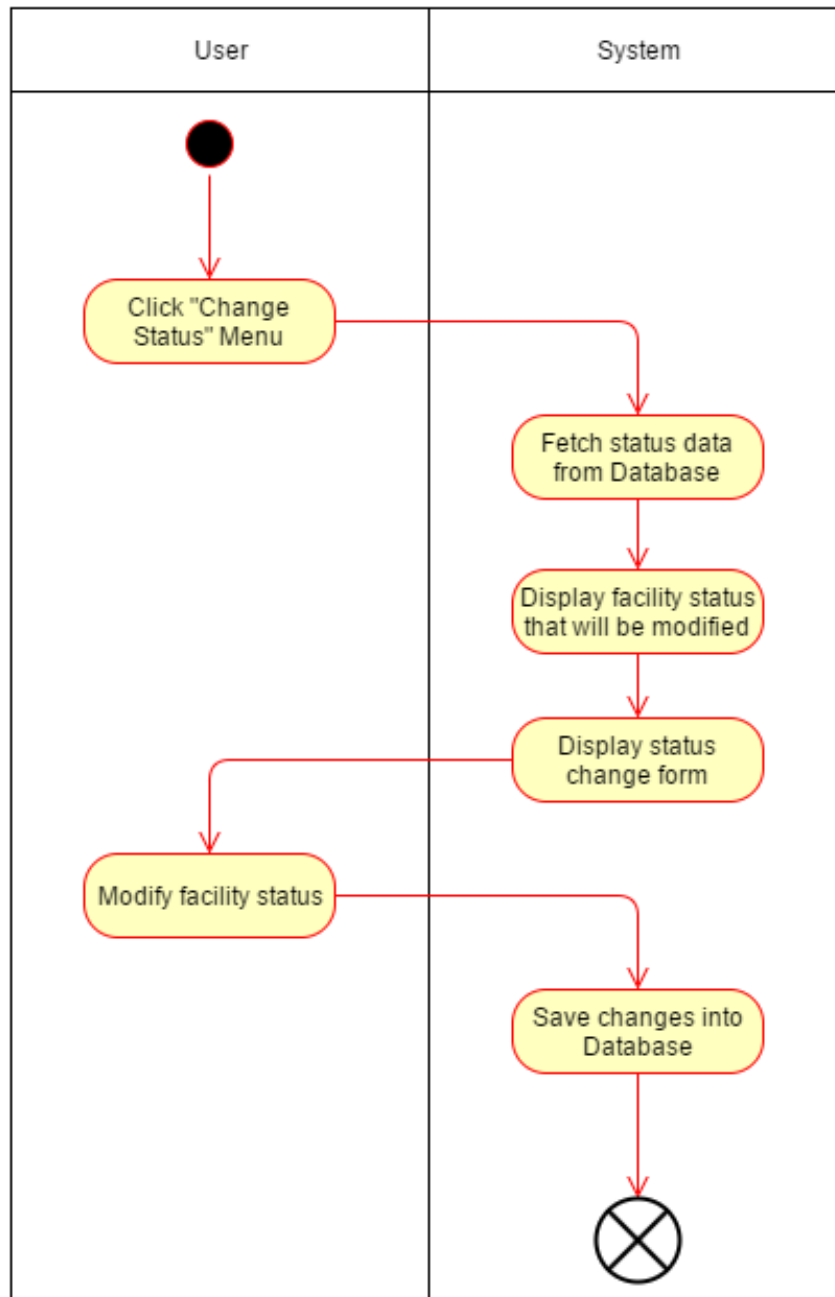 User
System
Click "Change
Status" Menu
Fetch status data
from Database
Display facility status
that will be modified
Display status
change form
Modify facility status
Save changes into
Database